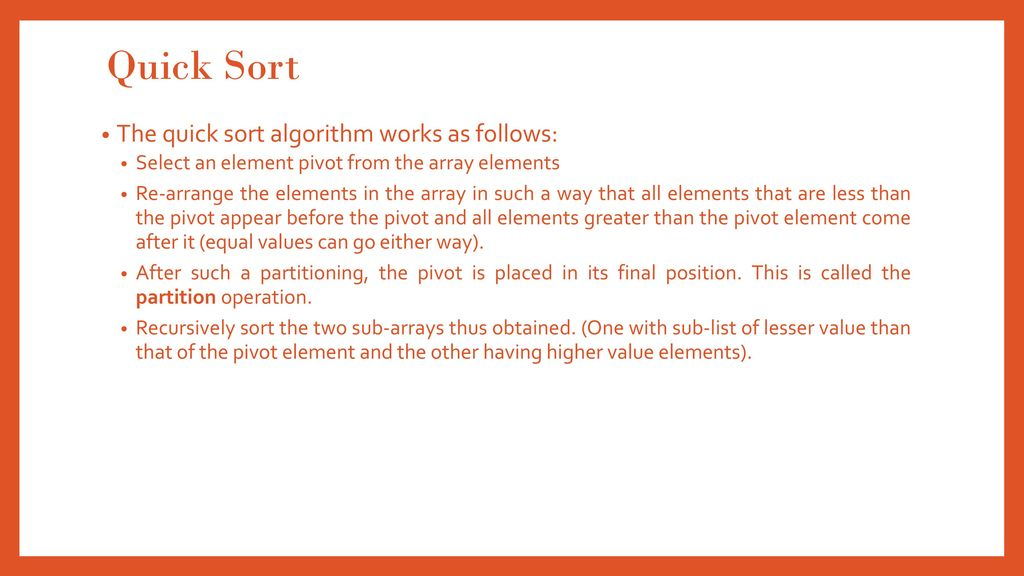 Quick Sort
• The quick sort algorithm works as follows:
• Select an element pivot from the array elements
• Re-arrange the elements in the array in such a way that all elements that are less than
the pivot appear before the pivot and all elements greater than the pivot element come
after it (equal values can go either way).
• After such a partitioning, the pivot is placed in its final position. This is called the
partition operation.
• Recursively sort the two sub-arrays thus obtained. (One with sub-list of lesser value than
that of the pivot element and the other having higher value elements).